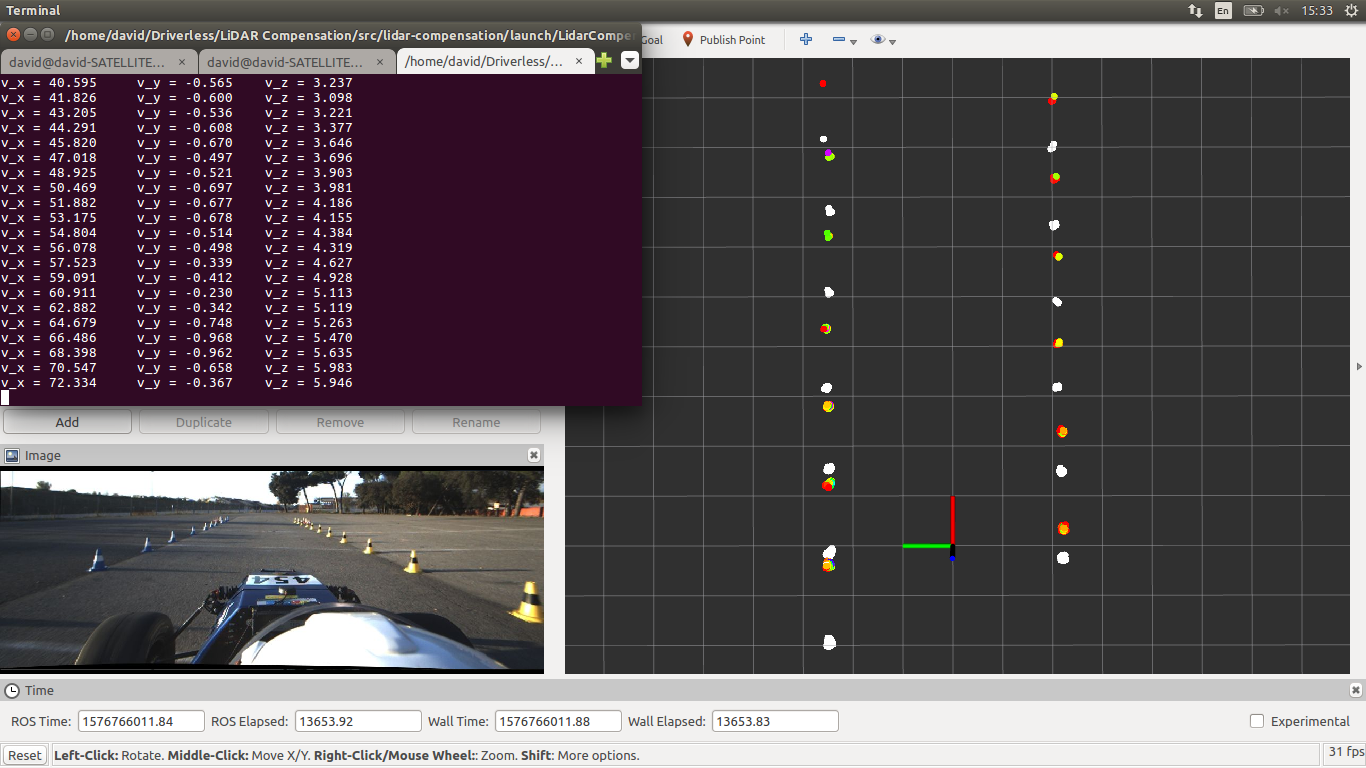 Terminal
En
15:33
/home/david/Driverless/LiDAR Compensation/src/lidar-compensation/launch/LidarCompe
Goal
Publish Point
david@david-SATELLITE... ×
david@david-SATELLITE... ×
/home/david/Driverless/... ×
v_x = 40.595 v_y = -0.565 v_z = 3.237
v_x = 41.826 v_y = -0.600 v_z = 3.098
v_x = 43.205 v_y = -0.536 v_z = 3.221
v_x = 44.291 v_y = -0.608 v_z = 3.377
v_x = 45.820 v_y = -0.670 v_z = 3.646
v_x = 47.018 v_y = -0.497 v_z = 3.696
v_x = 48.925 v_y = -0.521 v_z = 3.903
v_x = 50.469 v_y = -0.697 v_z = 3.981
v_x = 51.882 v_y = -0.677 v_z = 4.186
v_x = 53.175 v_y = -0.678 v_z = 4.155
v_x = 54.804 v_y = -0.514 v_z = 4.384
v_x = 56.078 v_y = -0.498 v_z = 4.319
v_x = 57.523 v_y = -0.339 v_z = 4.627
v_x = 59.091 v_y = -0.412 v_z = 4.928
v_x = 60.911 v_y = -0.230 v_z = 5.113
v_x = 62.882 v_y = -0.342 v_z = 5.119
v_x = 64.679 v_y = -0.748 v_z = 5.263
v_x = 66.486 v_y = -0.968 v_z = 5.470
v_x = 68.398 v_y = -0.962 v_z = 5.635
v_x = 70.547 v_y = -0.658 v_z = 5.983
v_x = 72.334 v_y = -0.367 v_z = 5.946
Add Duplicate Remove Rename
Image
454
Time
ROS Time: 1576766011.84 ROS Elapsed: 13653.92 Wall Time: 1576766011.88 Wall Elapsed: 13653.83 Experimental
Reset Left-Click: Rotate. Middle-Click: Move X/Y. Right-Click/Mouse Wheel:: Zoom. Shift: More options. 31 fps